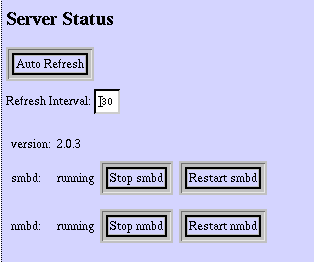 Server Status
Auto Refresh
Refresh Interval: 30
version: 2.0.3
smbd: running Stop smbd Restart smbd
nmbd: running Stop nmbd Restart nmbd